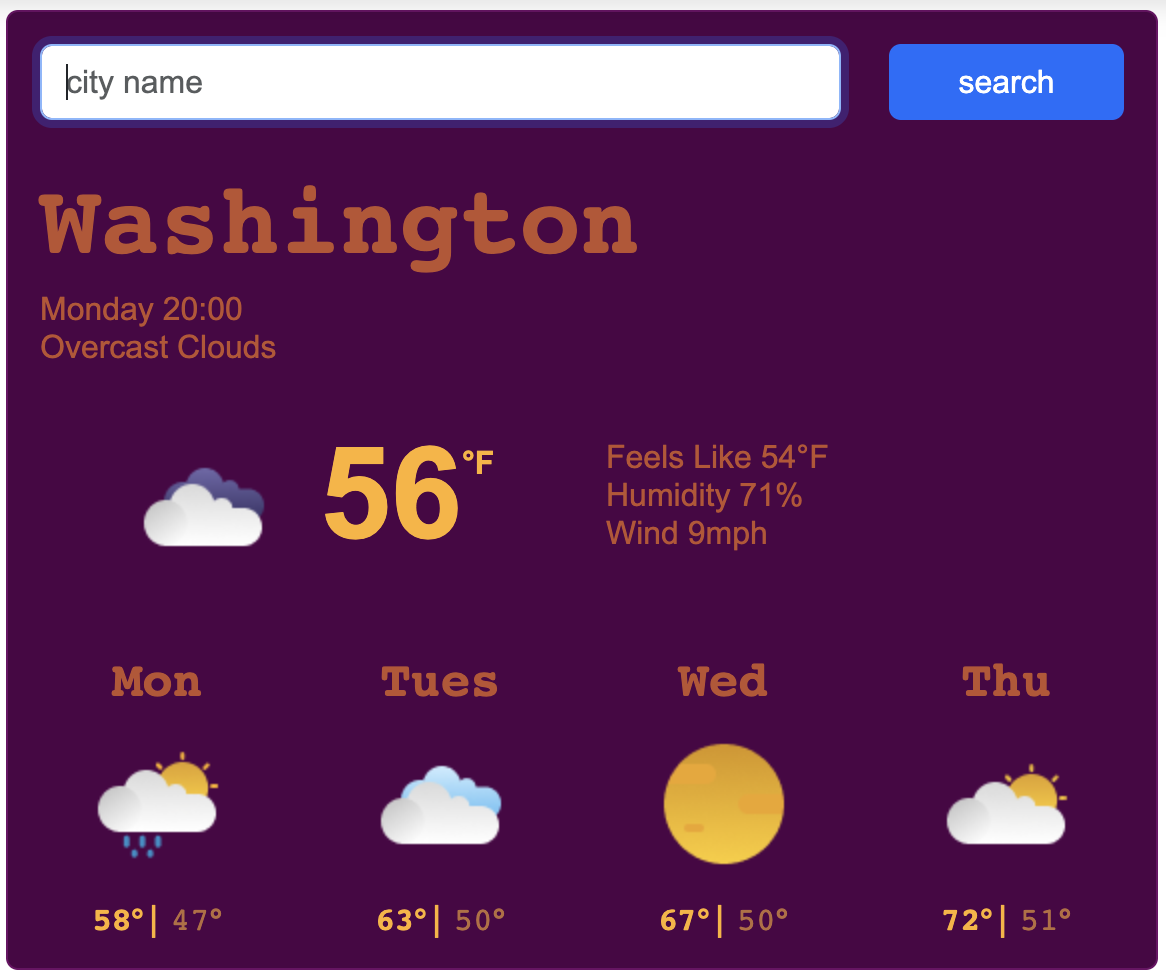 city name
search
Washington
Monday 20:00
Overcast Clouds
56°F
Feels Like 54°F
Humidity 71%
Wind 9mph
Mon Tues Wed Thu
58°| 47° 63°| 50° 67°| 50° 72°| 51°